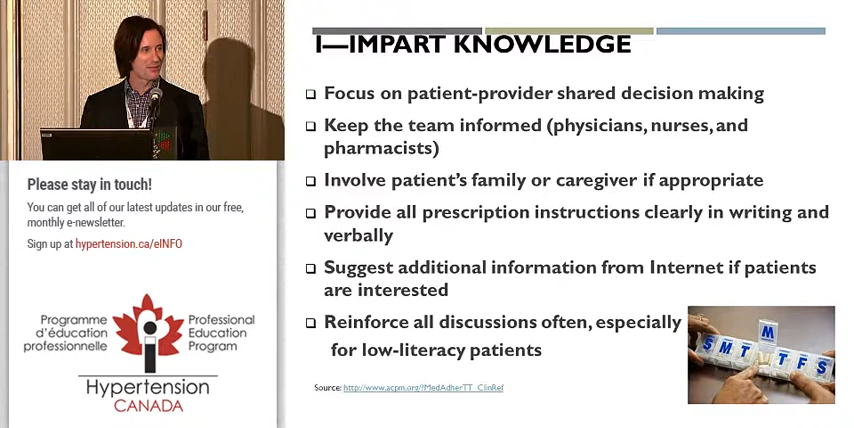 I—IMPART KNOWLEDGE
Focus on patient-provider shared decision making
Keep the team informed (physicians, nurses, and
pharmacists)
Involve patient's family or caregiver if appropriate
Provide all prescription instructions clearly in writing and
verbally
Suggest additional information from Internet if patients
are interested
Reinforce all discussions often, especially
for low-literacy patients
Source: http://www.acpm.org/?MedAdherTT_ClinRef
M
S M T T F S
Please stay in touch!
You can get all of our latest updates in our free,
monthly e-newsletter.
Sign up at hypertension.ca/eINFO
Programme
d'éducation
professionnelle
Professional
Education
Program
Hypertension
CANADA